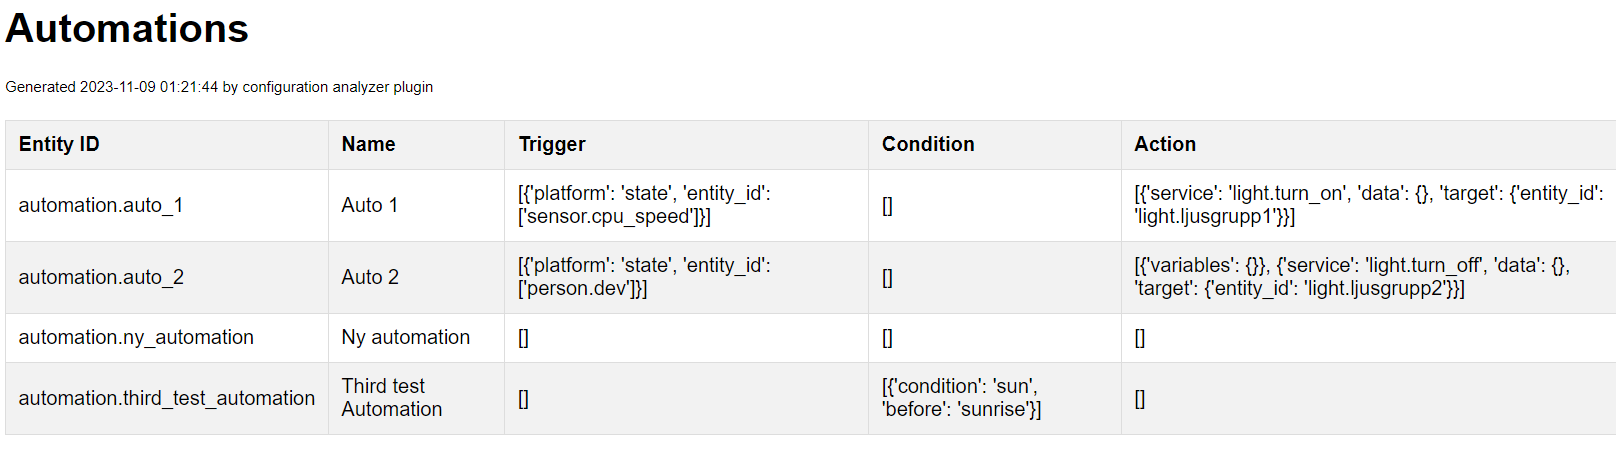 Automations
Generated 2023-11-09 01:21:44 by configuration analyzer plugin
Entity ID Name Trigger Condition Action
automation.auto_1 Auto 1 [{'platform': 'state', 'entity_id': ['sensor.cpu_speed']}] [] [{'service': 'light.turn_on', 'data': {}, 'target': {'entity_id': 'light.ljusgrupp1'}}]
automation.auto_2 Auto 2 [{'platform': 'state', 'entity_id': ['person.dev']}] [] [{'variables': {}}, {'service': 'light.turn_off', 'data': {}, 'target': {'entity_id': 'light.ljusgrupp2'}}]
automation.ny_automation Ny automation [] [] []
automation.third_test_automation Third test Automation [] [{'condition': 'sun', 'before': 'sunrise'}] []